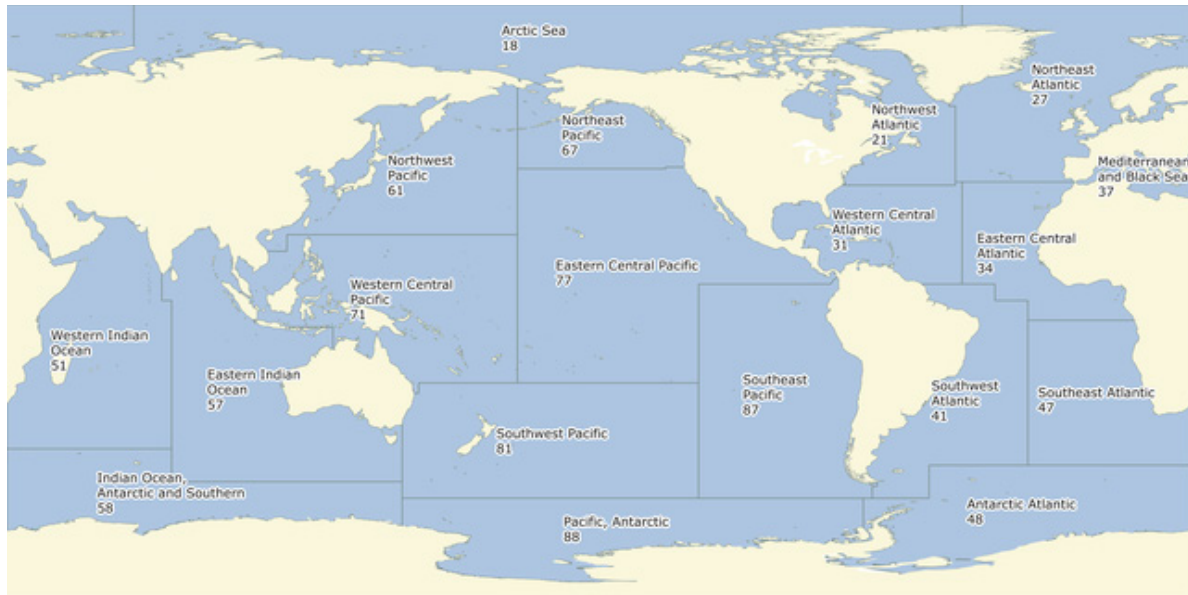 Arctic Sea
18
Northeast
Atlantic
27
Northwest
Atlantic
21
Northeast
Pacific
67
Northwest
Pacific
61
Mediterranean
and Black Sea
37
Western Central
Atlantic
31
Eastern Central
Atlantic
34
Eastern Central Pacific
77
Western Central
Pacific
71
Western Indian
Ocean
51
Eastern Indian
Ocean
57
Southeast
Pacific
87
Southwest
Atlantic
41
Southeast Atlantic
47
Southwest Pacific
81
Indian Ocean,
Antarctic and Southern
58
Antarctic Atlantic
48
Pacific, Antarctic
88